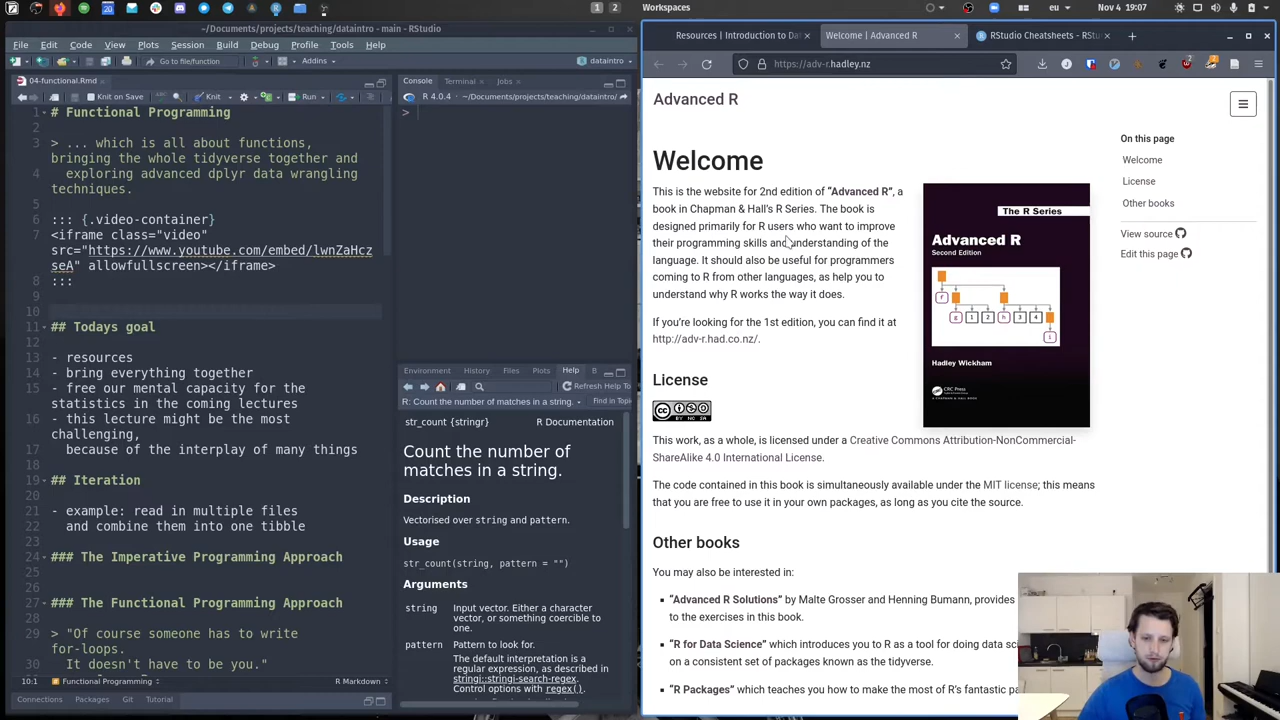 1 2
~/Documents/projects/teaching/dataintro - main - RStudio
File Edit Code View Plots Session Build Debug Profile Tools Help
Go to file/function
Addins
dataintro
04-functional.Rmd
Knit on Save
ABC
Knit
1 # Functional Programming
2
3 > ... which is all about functions,
bringing the whole tidyverse together and
4 exploring advanced dplyr data wrangling
techniques.
5
6 ::: {.video-container}
7 <iframe
src="https://www.youtube.com/embed/lwnZaYcz
seA" allowfullscreen></iframe>
8 :::
9
10
11 ## Todays goal
12
13 - resources
14 - bring everything together
15 - free our mental capacity for the
statistics in the coming lectures
16 - this lecture might be the most
challenging,
17 because of the interplay of many things
18
19 ## Iteration
20
21 - example: read in multiple files
22 and combine them into one tibble
23
24 ### The Imperative Programming Approach
25
26
27 ### The Functional Programming Approach
28
29 > "Of course someone has to write
for-loops.
30 It doesn't have to be you."
10:1 Functional Programming R Markdown
Console Terminal Jobs
R 4.0.4 · ~/Documents/projects/teaching/dataintro/
>
Environment History Files Plots Help B
Refresh Help To
R: Count the number of matches in a string. Find in Topic
str_count {stringr} R Documentation
Count the number of
matches in a string.
Description
Vectorised over string and pattern.
Usage
str_count(string, pattern = "")
Arguments
string Input vector. Either a character
vector, or something coercible to
one.
pattern Pattern to look for.
The default interpretation is a
regular expression, as described in
stringi::stringi-search-regex.
Control options with regex().
Connections Packages Git Tutorial
Resources | Introduction to Dat
Welcome | Advanced R
RStudio Cheatsheets - RStu
https://adv-r.hadley.nz
Advanced R
Welcome
This is the website for 2nd edition of “Advanced R”, a
book in Chapman & Hall’s R Series. The book is
designed primarily for R users who want to improve
their programming skills and understanding of the
language. It should also be useful for programmers
coming to R from other languages, as help you to
understand why R works the way it does.
If you’re looking for the 1st edition, you can find it at
http://adv-r.had.co.nz/.
The R Series
Advanced R
Second Edition
f
g 1 2 h 3 4
i
Hadley Wickham
CRC Press
License
cc
BY NC SA
This work, as a whole, is licensed under a Creative Commons Attribution-NonCommercial-
ShareAlike 4.0 International License.
The code contained in this book is simultaneously available under the MIT license; this means
that you are free to use it in your own packages, as long as you cite the source.
Other books
You may also be interested in:
“Advanced R Solutions” by Malte Grosser and Henning Bumann, provides
to the exercises in this book.
“R for Data Science” which introduces you to R as a tool for doing data sci
on a consistent set of packages known as the tidyverse.
“R Packages” which teaches you how to make the most of R’s fantastic pa
On this page
Welcome
License
Other books
View source
Edit this page